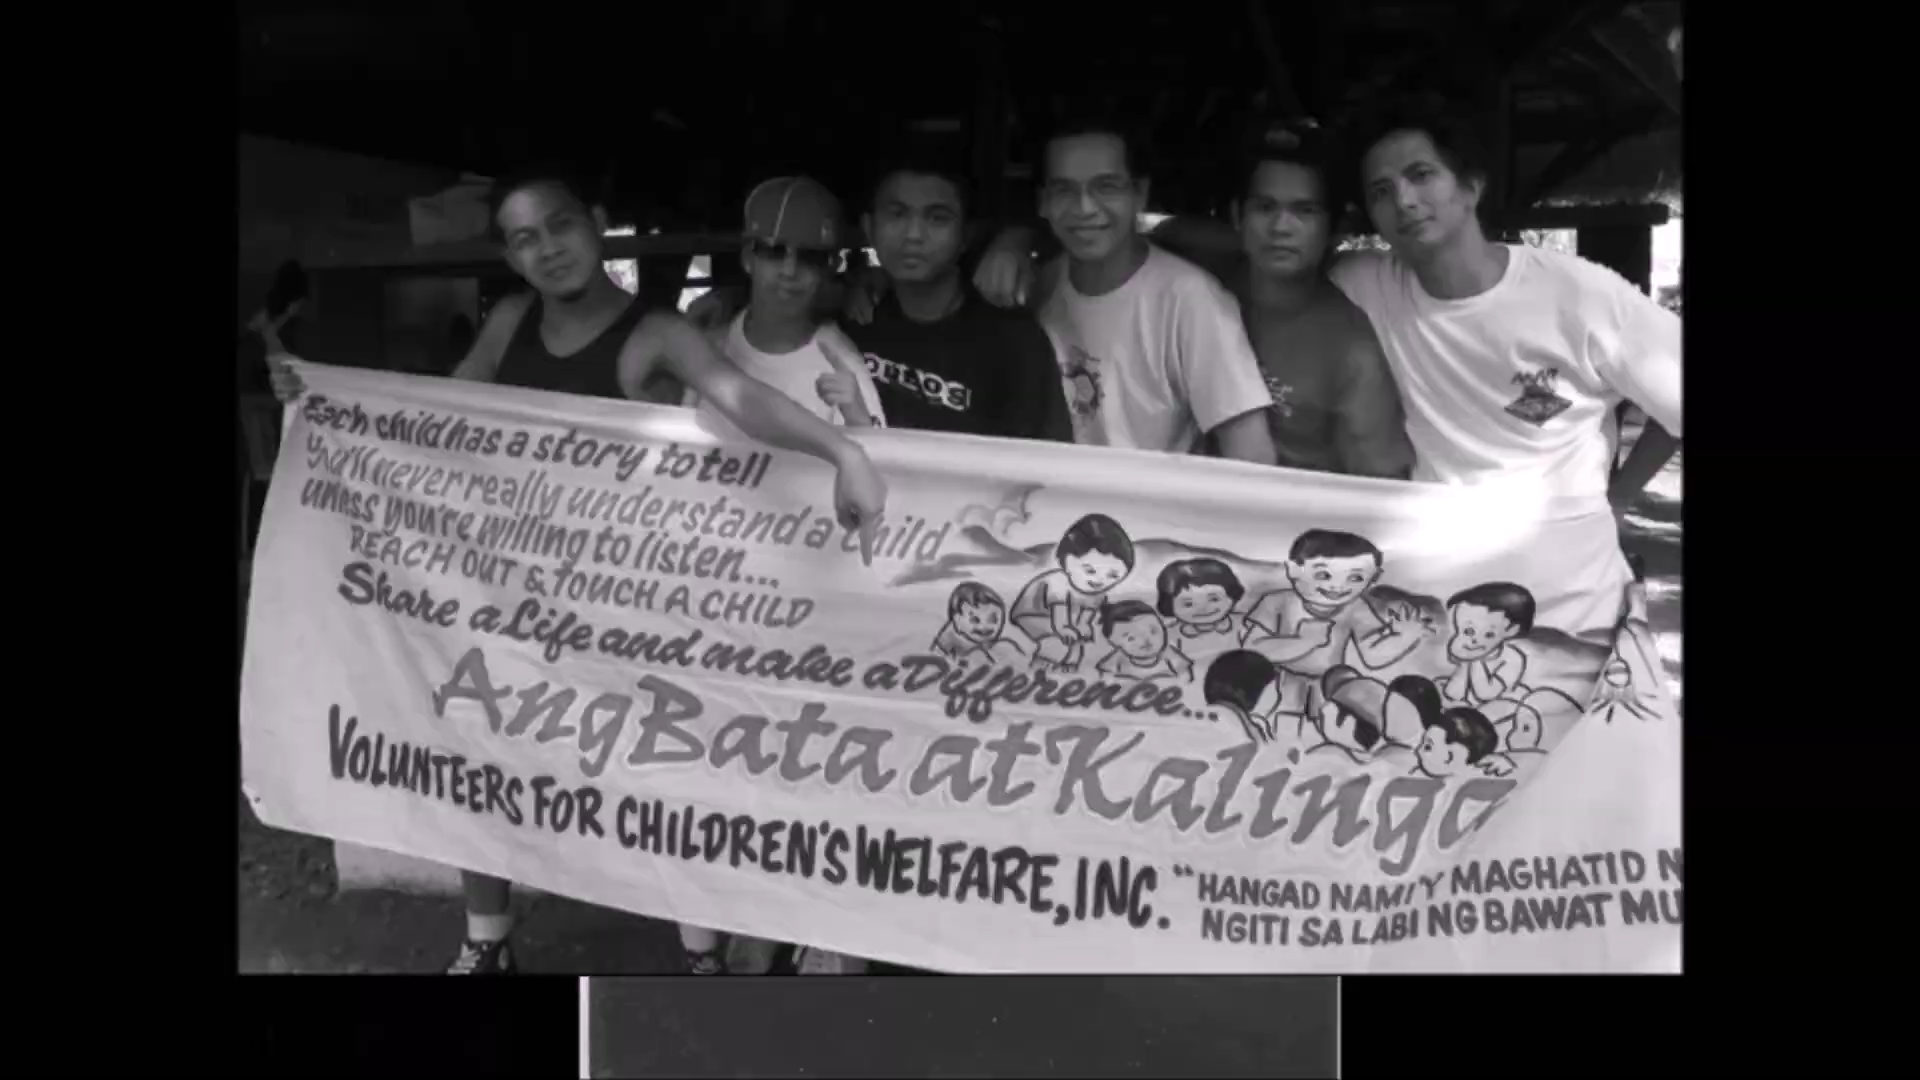 Each child has a story to tell
You'll never really understand a child
uness you're willing to listen...
REACH OUT & TOUCH A CHILD
Share a Life and make a Difference...
Ang Bata at Kalinga
VOLUNTEERS FOR CHILDREN'S WELFARE, INC.
"HANGAD NAMI'Y MAGHATID N
NGITI SA LABI NG BAWAT MU